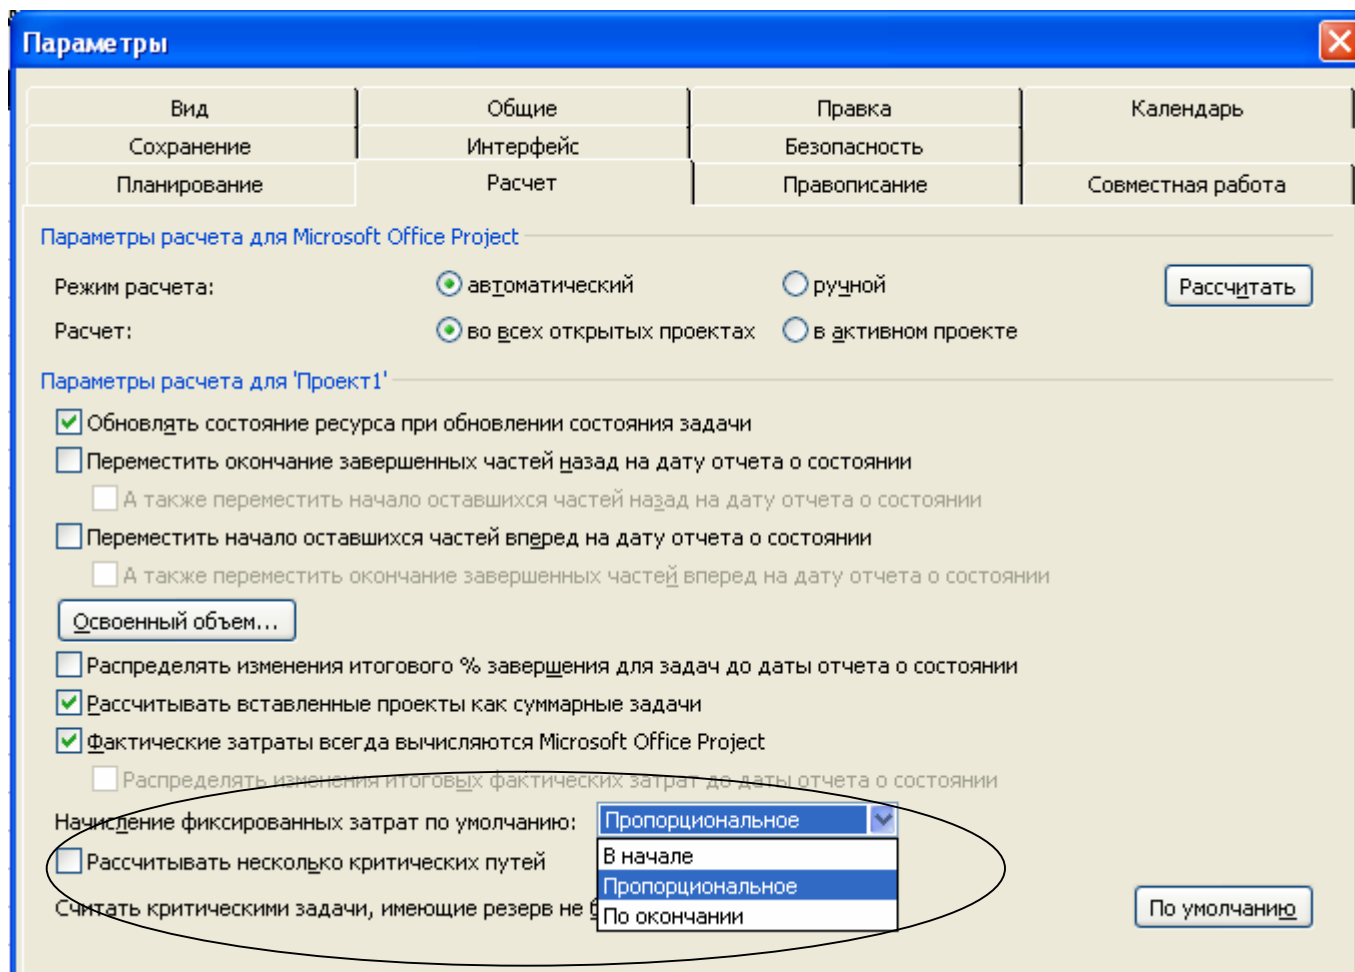 Параметры
Вид Общие Правка Календарь
Сохранение Интерфейс Безопасность
Планирование Расчет Правописание Совместная работа
Параметры расчета для Microsoft Office Project
Режим расчета: автоматический ручной Рассчитать
Расчет: во всех открытых проектах в активном проекте
Параметры расчета для 'Проект1'
Обновлять состояние ресурса при обновлении состояния задачи
Переместить окончание завершенных частей назад на дату отчета о состоянии
А также переместить начало оставшихся частей назад на дату отчета о состоянии
Переместить начало оставшихся частей вперед на дату отчета о состоянии
А также переместить окончание завершенных частей вперед на дату отчета о состоянии
Освоенный объем...
Распределять изменения итогового % завершения для задач до даты отчета о состоянии
Рассчитывать вставленные проекты как суммарные задачи
Фактические затраты всегда вычисляются Microsoft Office Project
Распределять изменения итоговых фактических затрат до даты отчета о состоянии
Начисление фиксированных затрат по умолчанию: Пропорциональное
Рассчитывать несколько критических путей В начале
Пропорциональное
Считать критическими задачи, имеющие резерв не По окончании По умолчанию